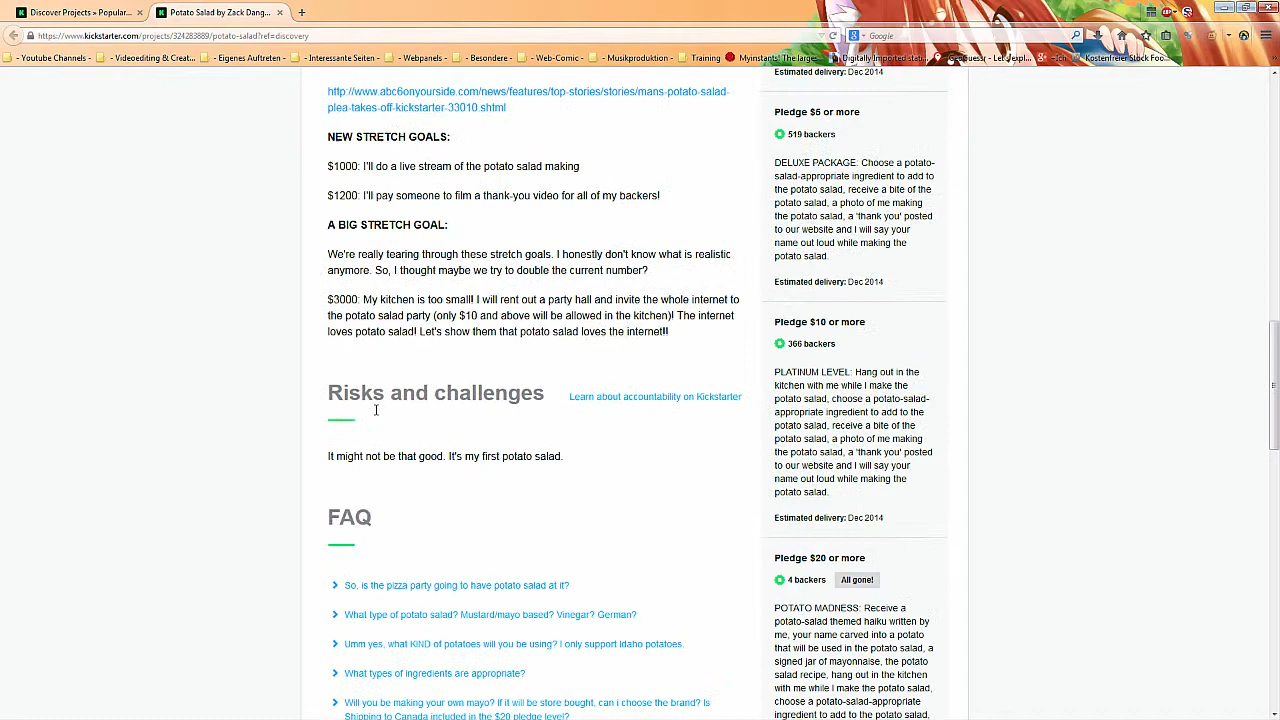 Discover Projects » Popular...
Potato Salad by Zack Dang...
https://www.kickstarter.com/projects/324283889/potato-salad?ref=discovery
Google
Youtube Channels
Videoediting & Creat...
Eigene Auftreten
Interessante Seiten
Webpanels
Besondere
Web-Comic
Musikproduktion
Training
Myinstants! The larges...
Digitally Imported
GeoGuessr - Let's expl...
Ich
Kostenfreier Stock Foo...
http://www.abc6onyourside.com/news/features/top-stories/stories/mans-potato-salad-
plea-takes-off-kickstarter-33010.shtml
NEW STRETCH GOALS:
$1000: I'll do a live stream of the potato salad making
$1200: I'll pay someone to film a thank-you video for all of my backers!
A BIG STRETCH GOAL:
We're really tearing through these stretch goals. I honestly don't know what is realistic
anymore. So, I thought maybe we try to double the current number?
$3000: My kitchen is too small! I will rent out a party hall and invite the whole internet to
the potato salad party (only $10 and above will be allowed in the kitchen)! The internet
loves potato salad! Let's show them that potato salad loves the internet!!
Risks and challenges
Learn about accountability on Kickstarter
It might not be that good. It's my first potato salad.
FAQ
So, is the pizza party going to have potato salad at it?
What type of potato salad? Mustard/mayo based? Vinegar? German?
Umm yes, what KIND of potatoes will you be using? I only support Idaho potatoes.
What types of ingredients are appropriate?
Will you be making your own mayo? If it will be store bought, can i choose the brand? Is
Shipping to Canada included in the $20 pledge level?
Estimated delivery: Dec 2014
Pledge $5 or more
519 backers
DELUXE PACKAGE: Choose a potato-
salad-appropriate ingredient to add to
the potato salad, receive a bite of the
potato salad, a photo of me making
the potato salad, a 'thank you' posted
to our website and I will say your
name out loud while making the
potato salad.
Estimated delivery: Dec 2014
Pledge $10 or more
366 backers
PLATINUM LEVEL: Hang out in the
kitchen with me while I make the
potato salad, choose a potato-salad-
appropriate ingredient to add to the
potato salad, receive a bite of the
potato salad, a photo of me making
the potato salad, a 'thank you' posted
to our website and I will say your
name out loud while making the
potato salad.
Estimated delivery: Dec 2014
Pledge $20 or more
4 backers
All gone!
POTATO MADNESS: Receive a
potato-salad themed haiku written by
me, your name carved into a potato
that will be used in the potato salad, a
signed jar of mayonnaise, the potato
salad recipe, hang out in the kitchen
with me while I make the potato salad,
choose a potato-salad-appropriate
ingredient to add to the potato salad,